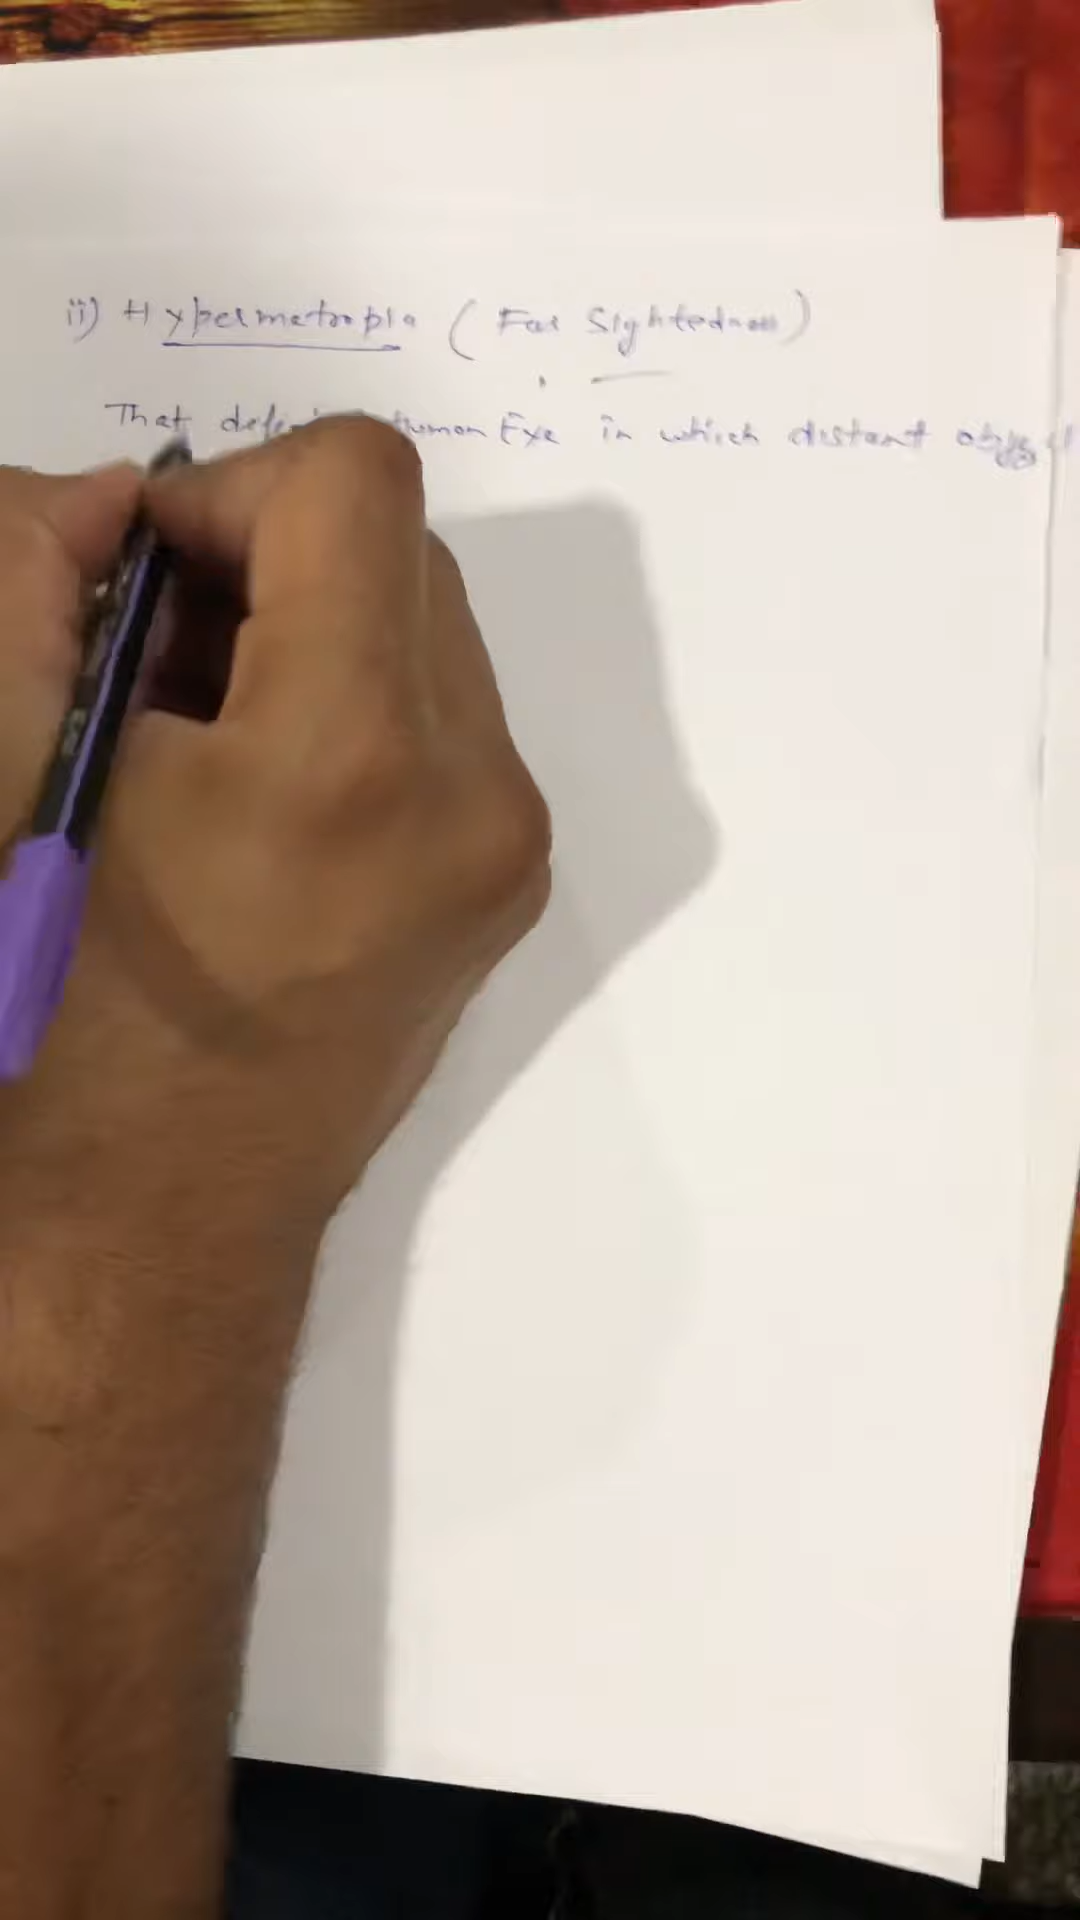 ii) Hypermetropia (Far Sightedness)
That human Eye in which distant